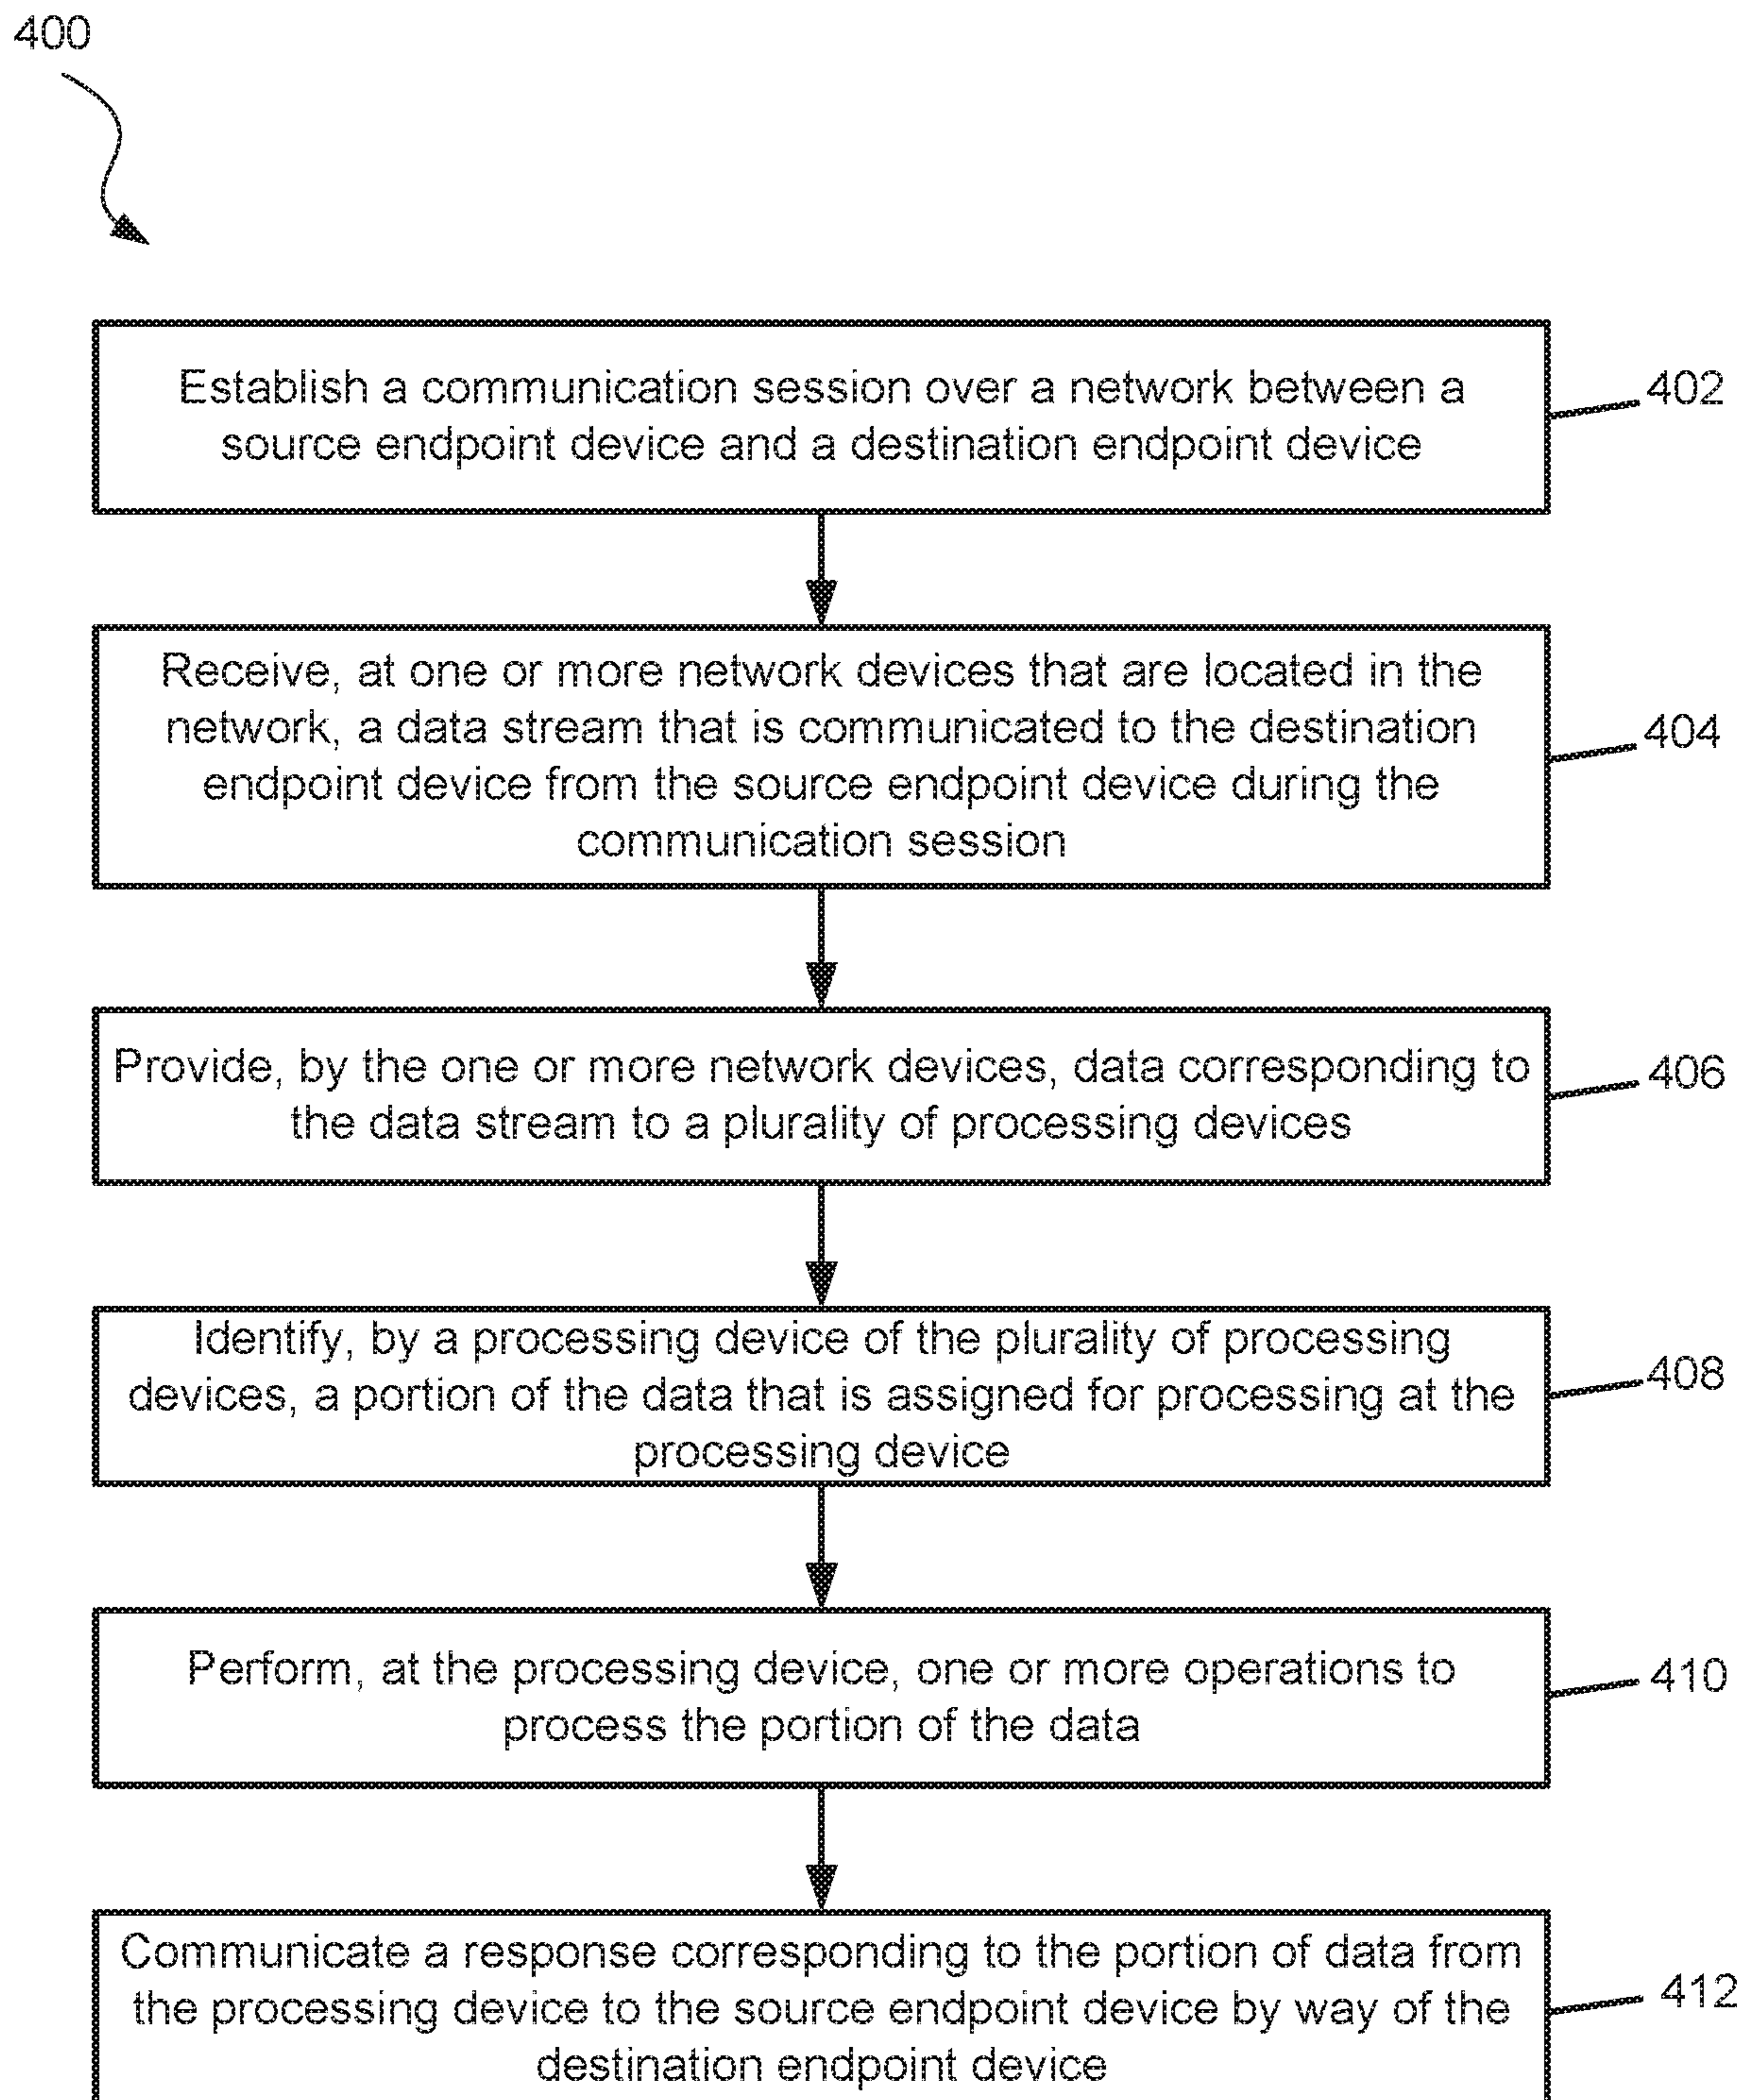 400
Establish a communication session over a network between a
source endpoint device and a destination endpoint device
402
Receive, at one or more network devices that are located in the
network, a data stream that is communicated to the destination
endpoint device from the source endpoint device during the
communication session
404
Provide, by the one or more network devices, data corresponding to
the data stream to a plurality of processing devices
406
Identify, by a processing device of the plurality of processing
devices, a portion of the data that is assigned for processing at the
processing device
408
Perform, at the processing device, one or more operations to
process the portion of the data
410
Communicate a response corresponding to the portion of data from
the processing device to the source endpoint device by way of the
destination endpoint device
412